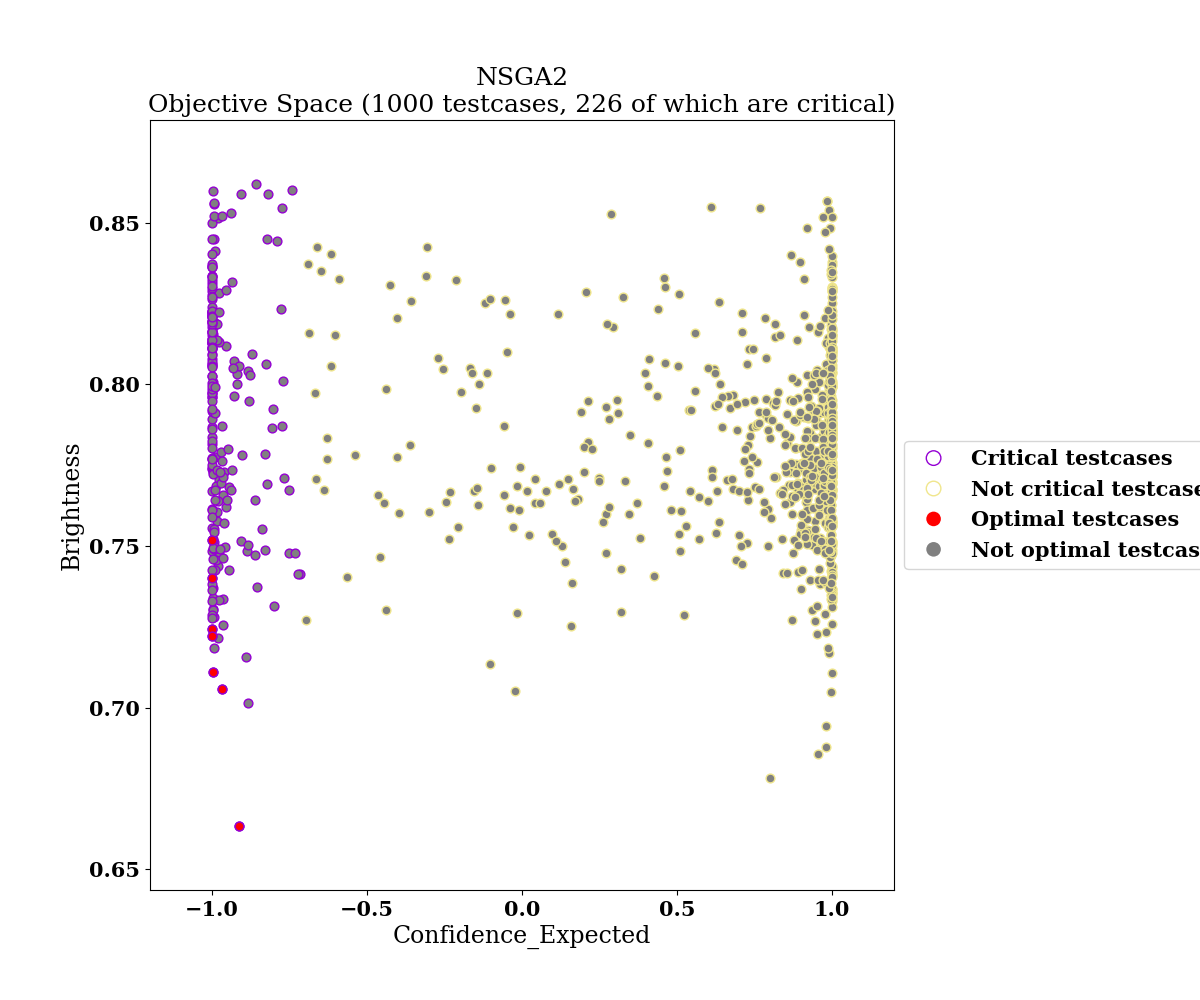 NSGA2
Objective Space (1000 testcases, 226 of which are critical)
0.85
0.80
0.75
0.70
0.65
Brightness
−1.0 −0.5 0.0 0.5 1.0
Confidence_Expected
Critical testcases
Not critical testcase
Optimal testcases
Not optimal testcas